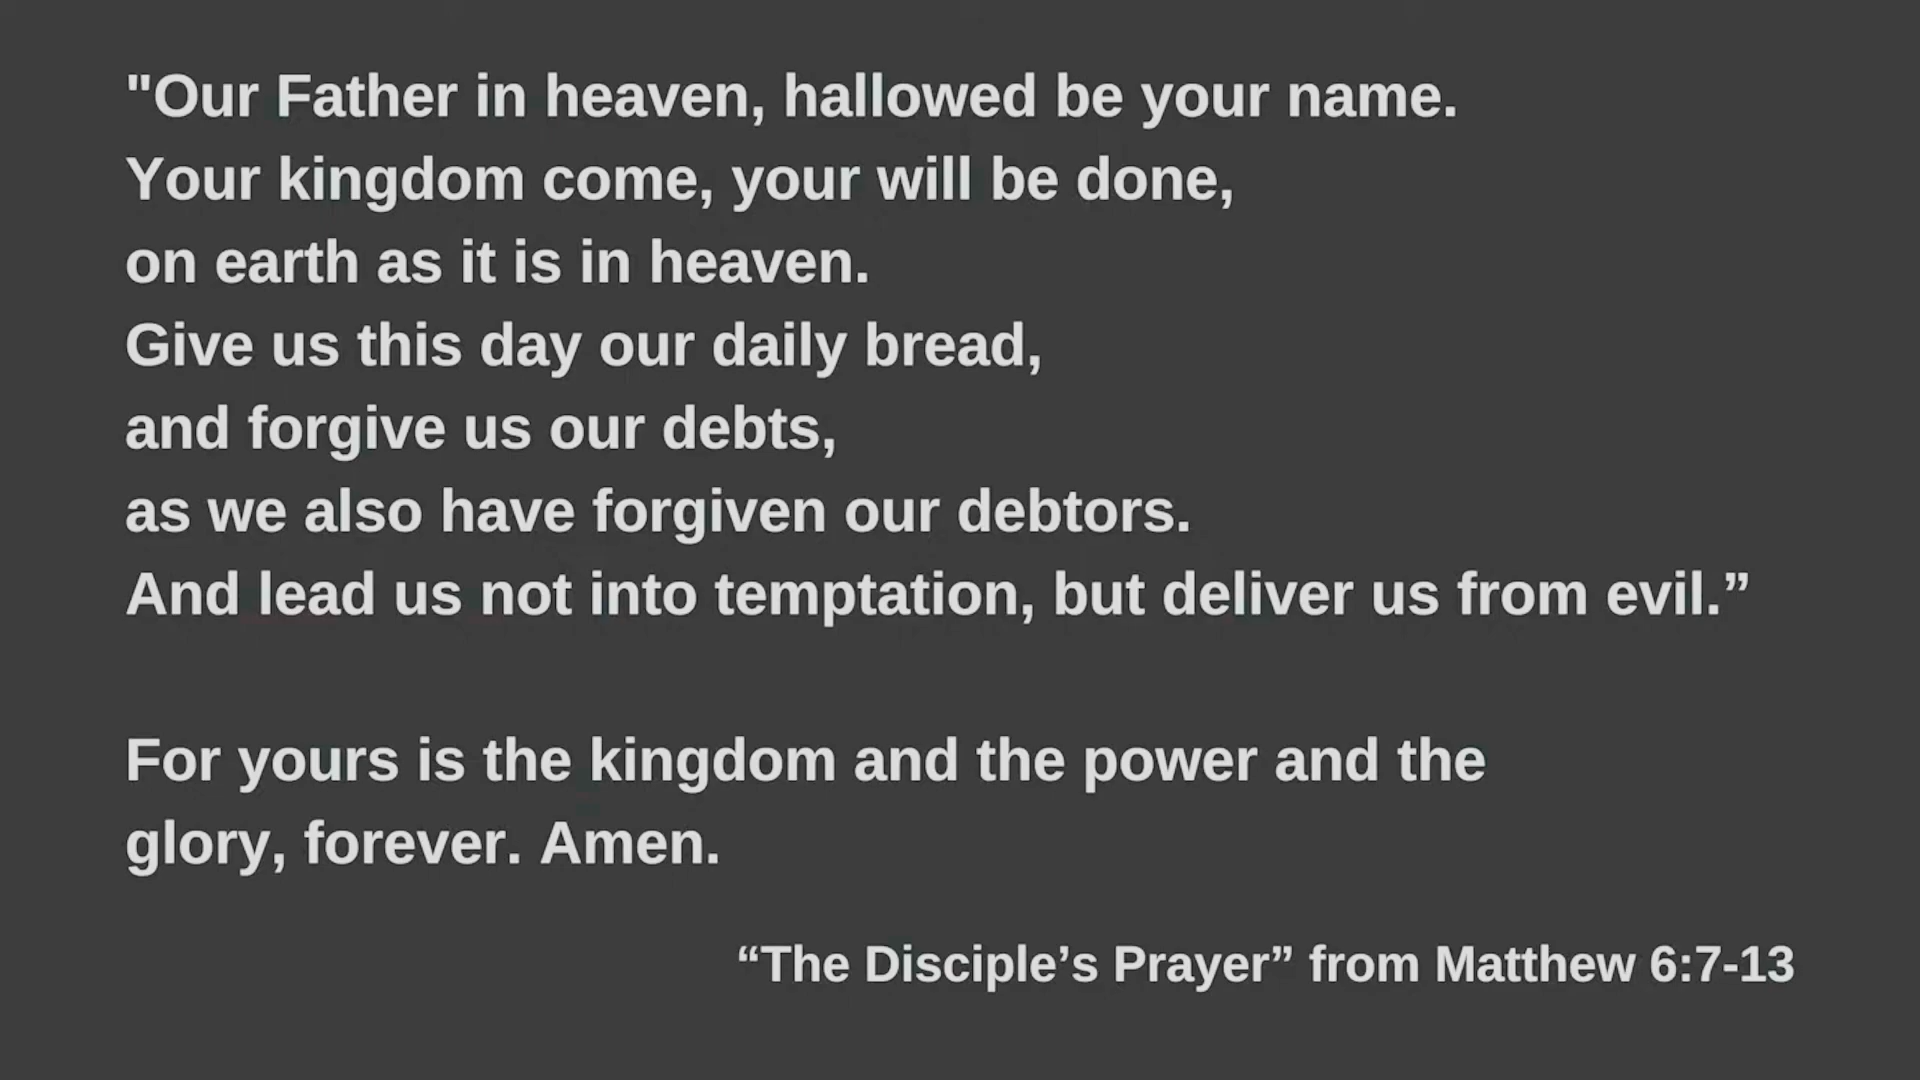 "Our Father in heaven, hallowed be your name.
Your kingdom come, your will be done,
on earth as it is in heaven.
Give us this day our daily bread,
and forgive us our debts,
as we also have forgiven our debtors.
And lead us not into temptation, but deliver us from evil.”
For yours is the kingdom and the power and the
glory, forever. Amen.
“The Disciple’s Prayer” from Matthew 6:7-13